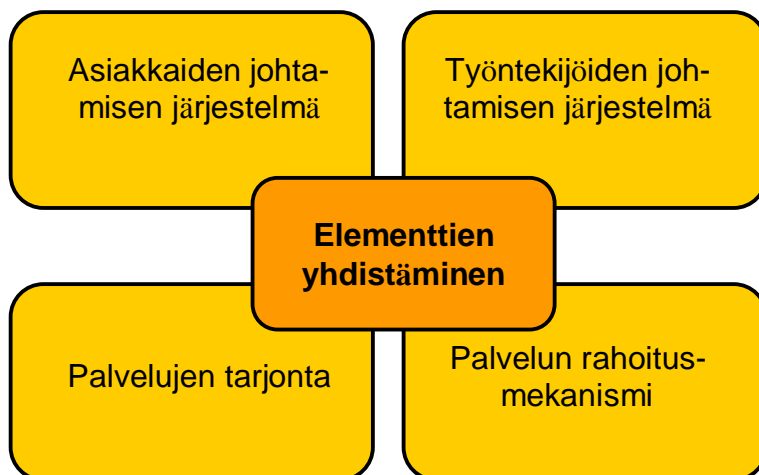 Asiakkaiden johta-
misen järjestelmä
Työntekijöiden joh-
tamisen järjestelmä
Elementtien
yhdistäminen
Palvelujen tarjonta
Palvelun rahoitus-
mekanismi